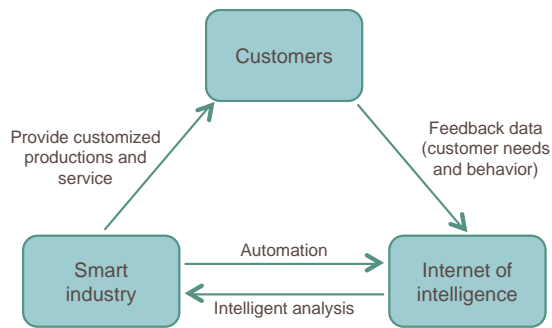 Customers
Provide customized
productions and
service
Feedback data
(customer needs
and behavior)
Smart
industry
Automation
Intelligent analysis
Internet of
intelligence